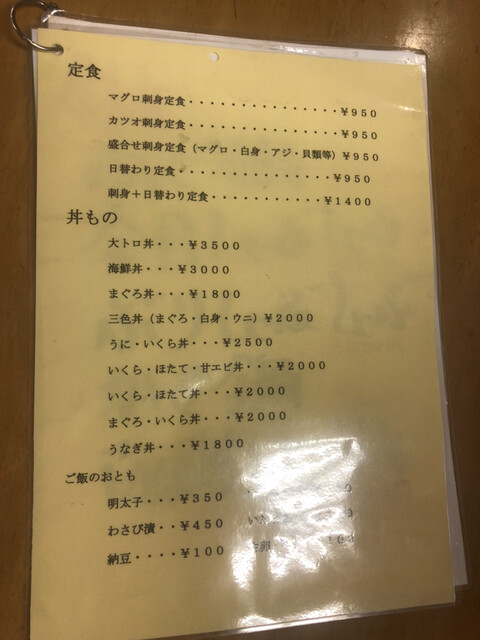 定食
マグロ刺身定食・・・・・・・・・・・・・・・¥950
カツオ刺身定食・・・・・・・・・・・・・・・¥950
盛合せ刺身定食(マグロ・白身・アジ・貝類等)¥950
日替わり定食・・・・・・・・・・・・・・・¥950
刺身+日替わり定食・・・・・・・・・・・¥1400
丼もの
大トロ丼・・・¥3500
海鮮丼・・・¥3000
まぐろ丼・・・¥1800
三色丼(まぐろ・白身・ウニ)¥2000
うに・いくら丼・・・¥2500
いくら・ほたて・甘エビ丼・・・¥2000
いくら・ほたて丼・・・¥2000
まぐろ・いくら丼・・・¥2000
うなぎ丼・・・¥1800
ご飯のおとも
明太子・・・¥350
わさび漬・・¥450
納豆・・・・¥100 生卵 100